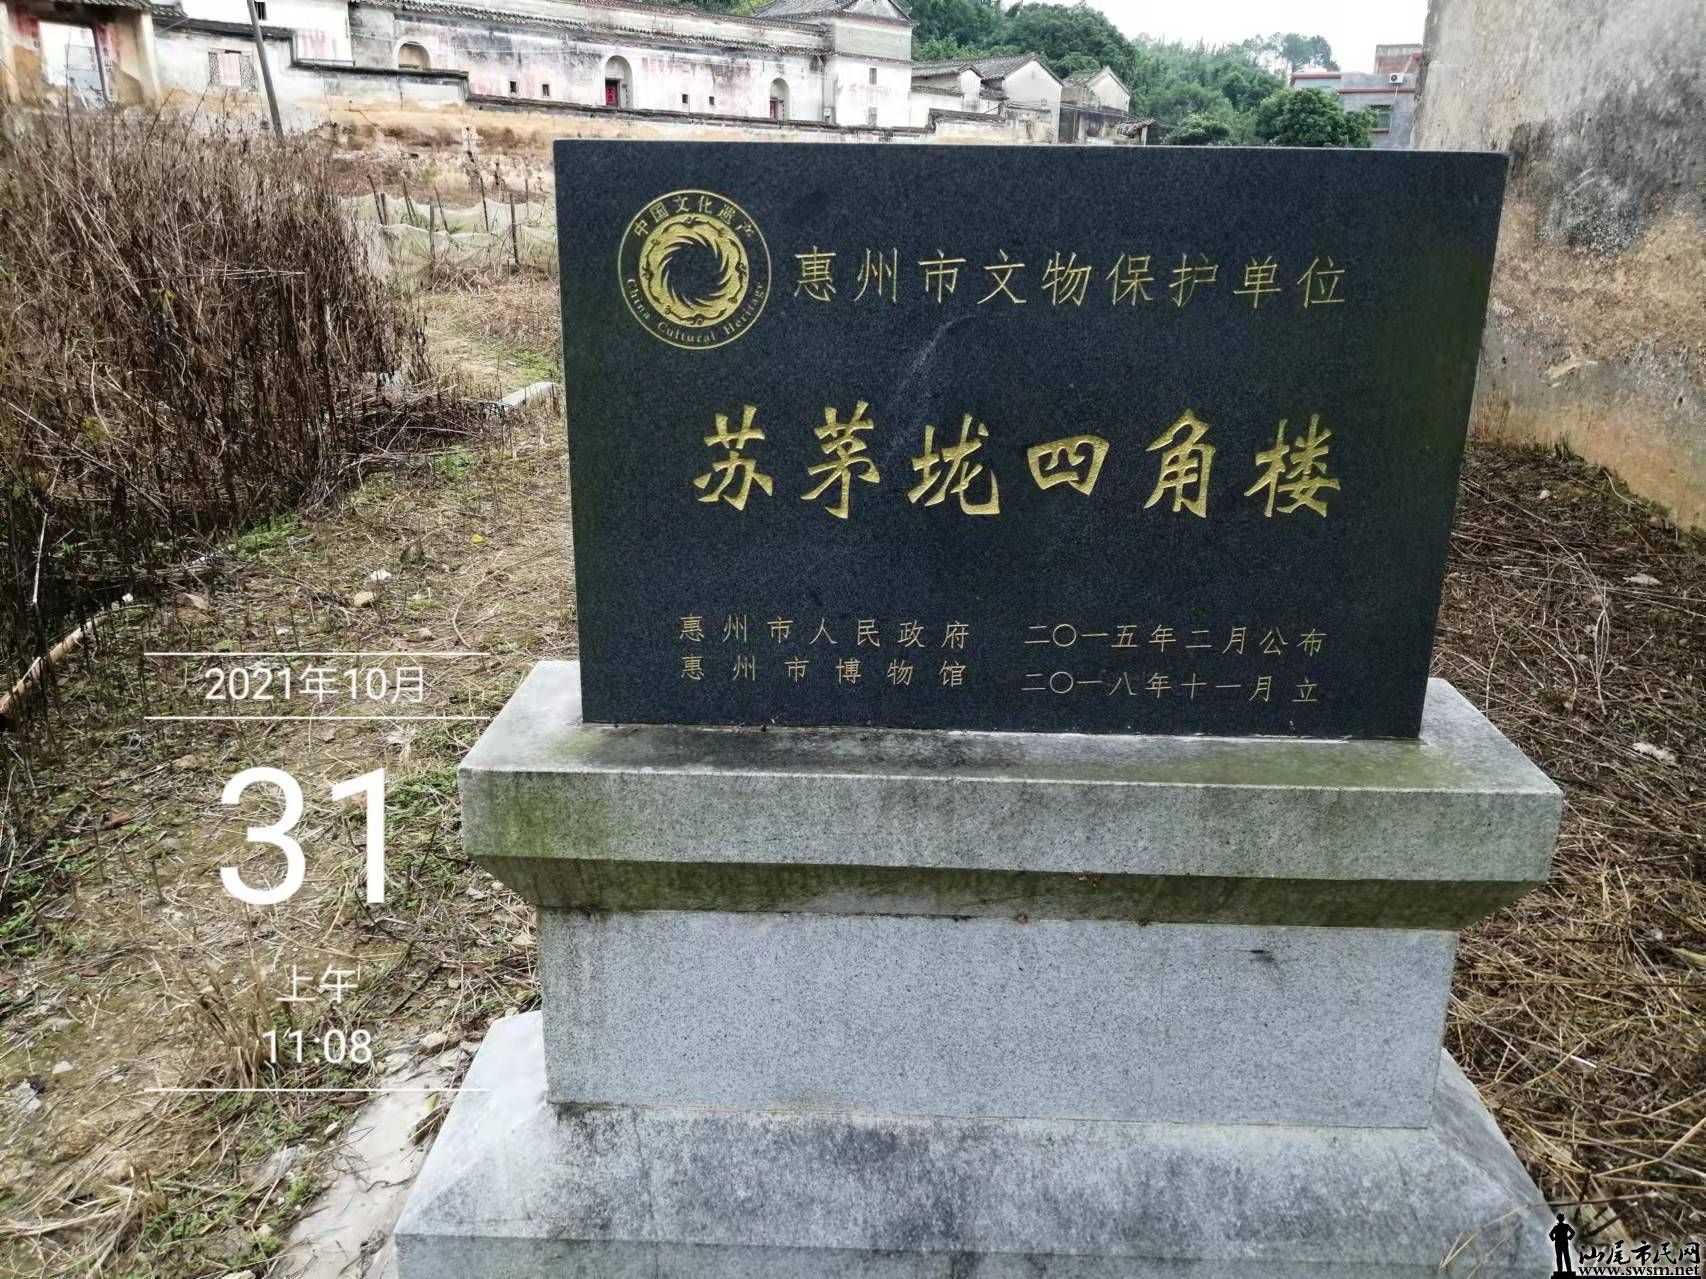 中国文化遗产
China Cultural Heritage
惠州市文物保护单位
苏茅垅四角楼
惠州市人民政府 二〇一五年二月公布
惠州市博物馆 二〇一八年十一月立
2021年10月
31
上午
11:08
汕尾市民网
www.swsm.net